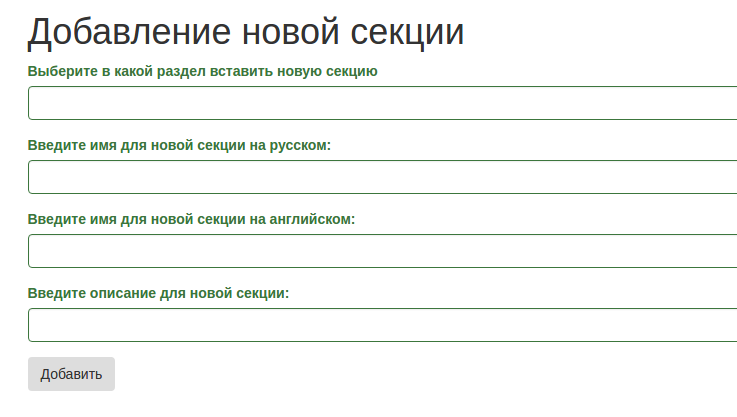 Добавление новой секции
Выберите в какой раздел вставить новую секцию
Введите имя для новой секции на русском:
Введите имя для новой секции на английском:
Введите описание для новой секции:
Добавить